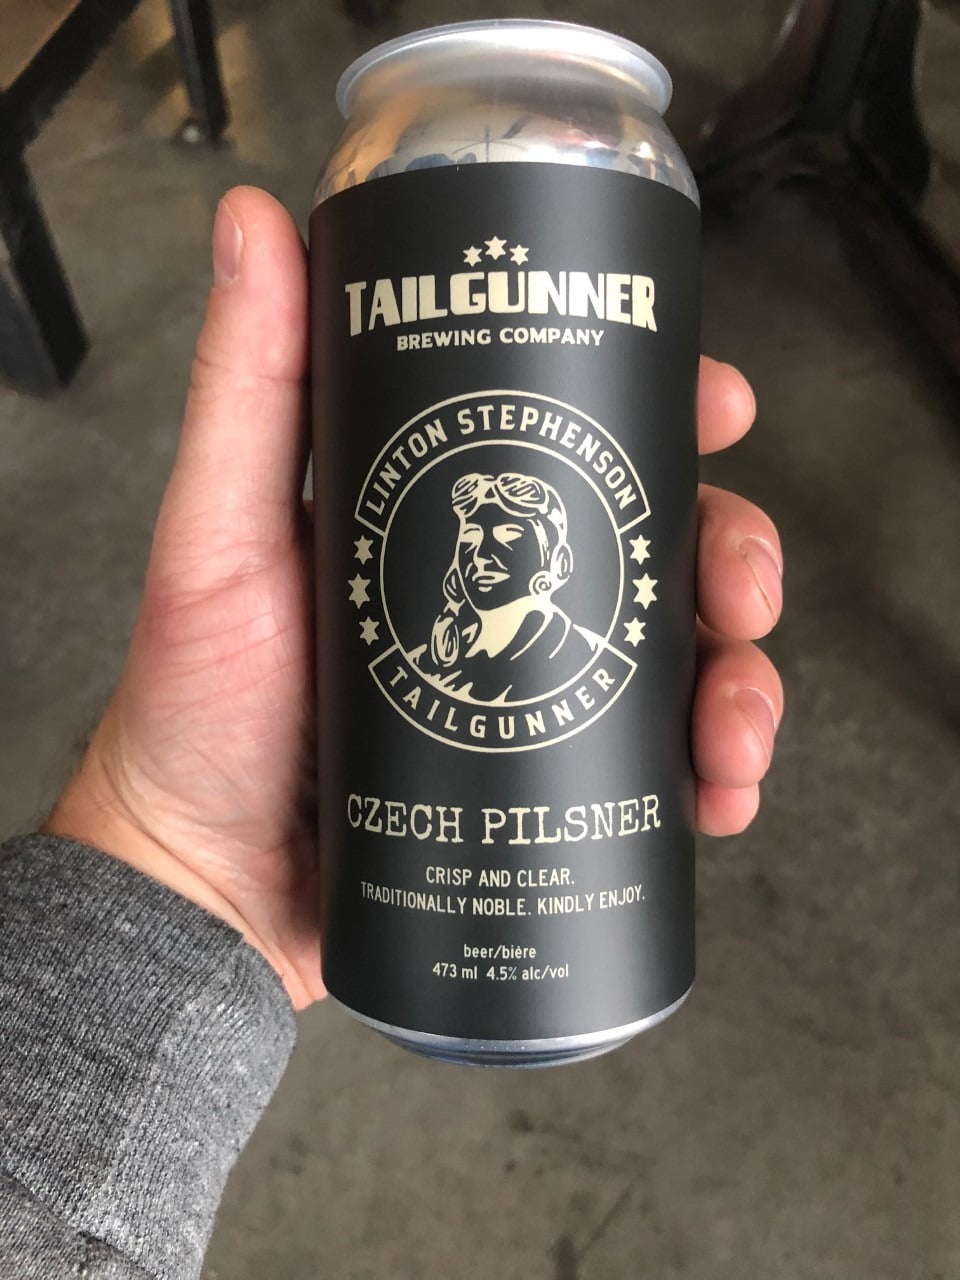 TAILGUNNER
BREWING COMPANY
LINTON STEPHENSON
TAILGUNNER
CZECH PILSNER
CRISP AND CLEAR.
TRADITIONALLY NOBLE. KINDLY ENJOY.
beer/bière
473 ml 4.5% alc/vol